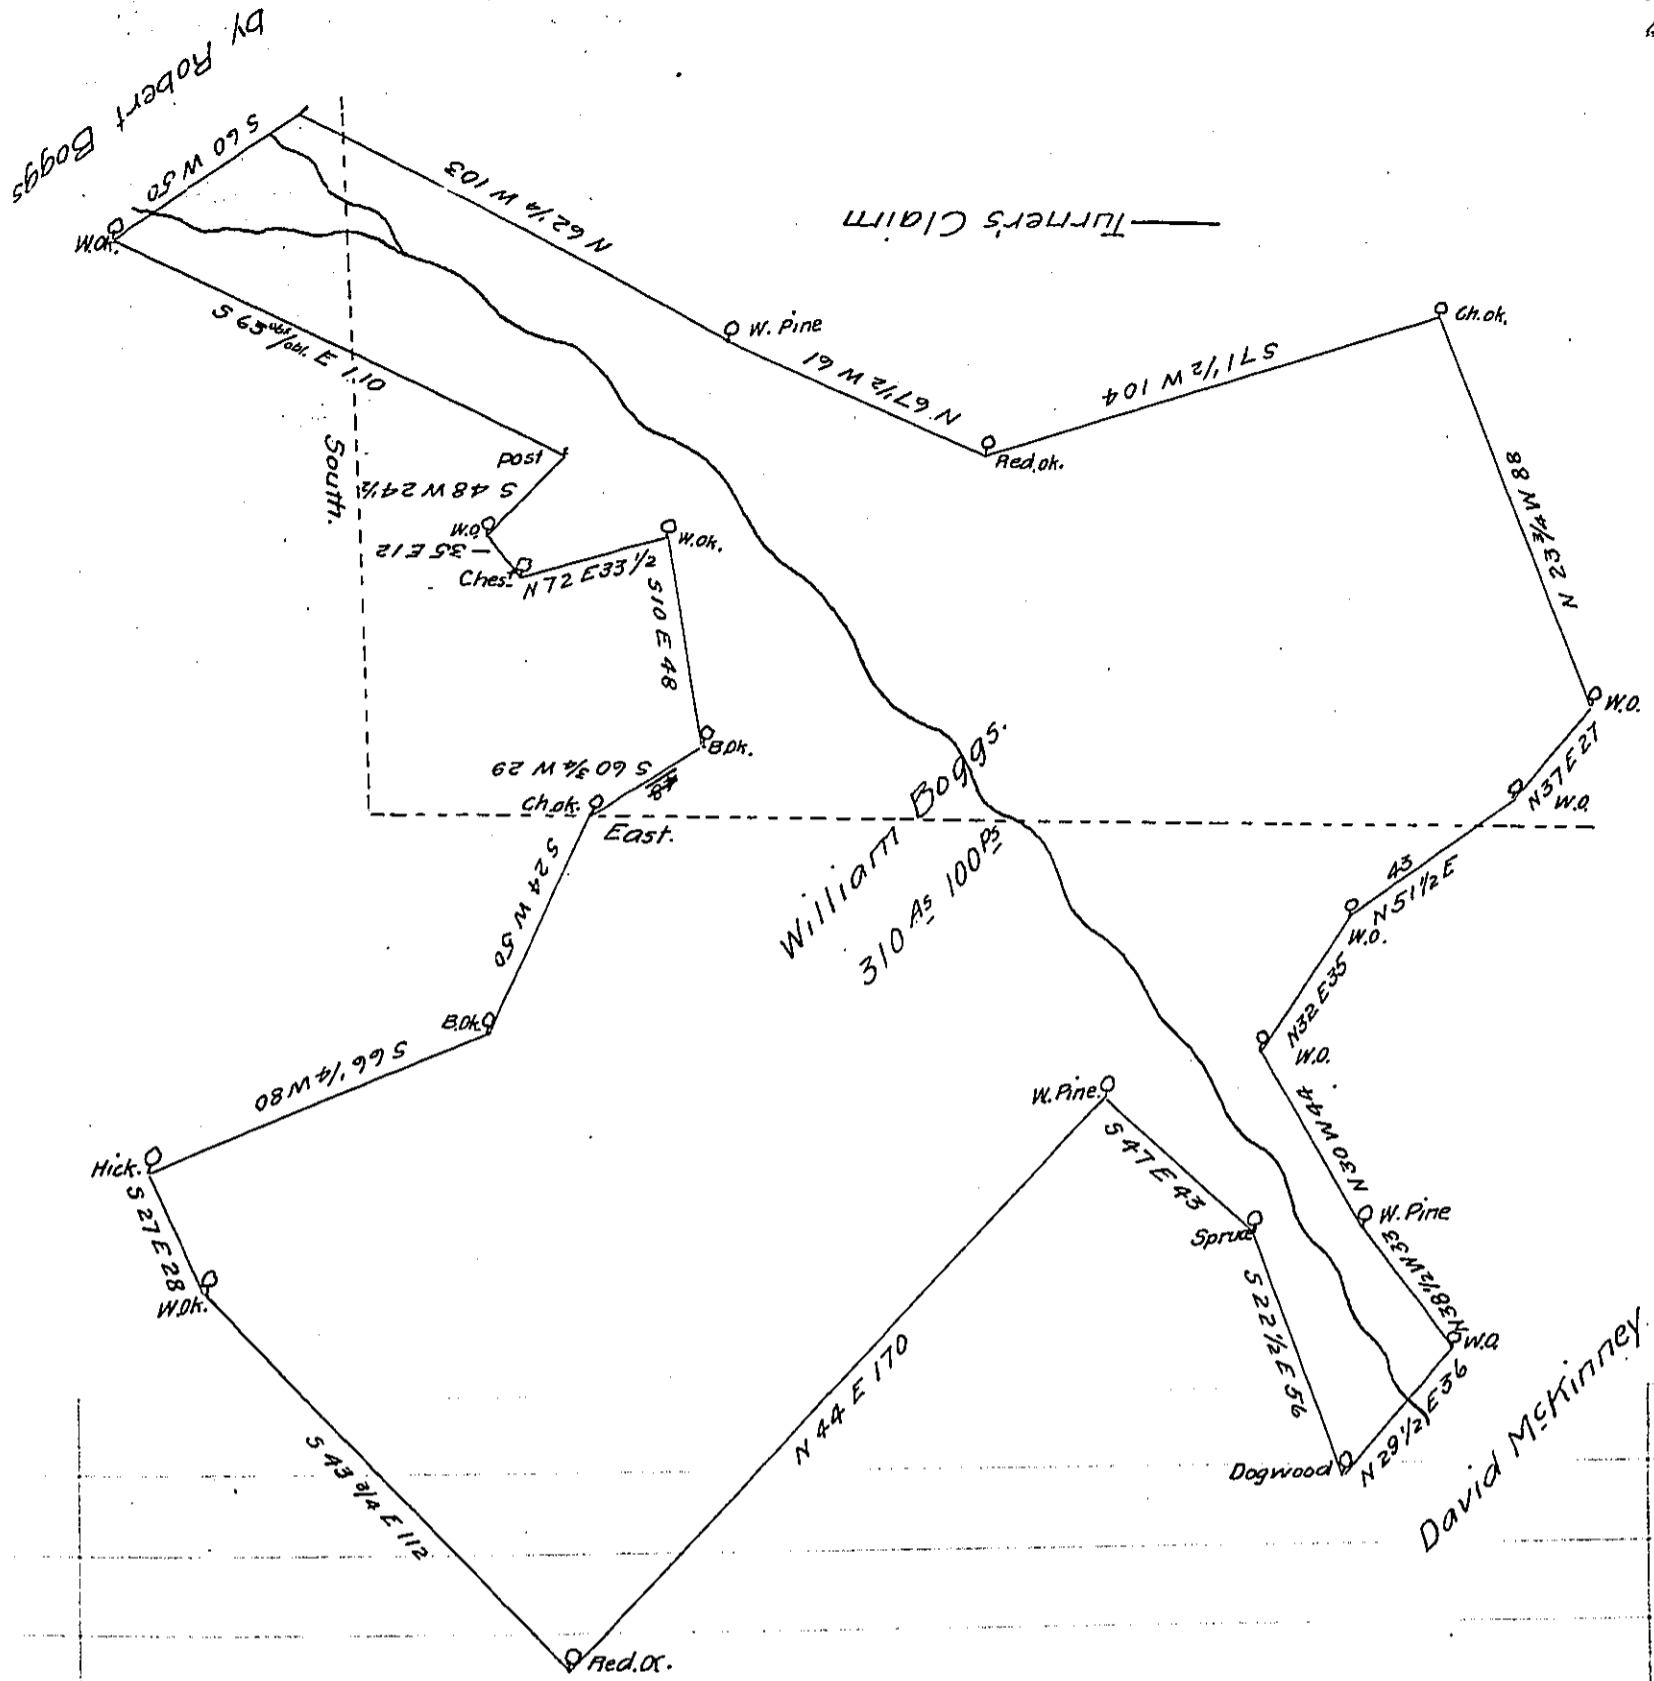 by Robert Boggs
S 60 W 50
W.Ok.
N 62 1/4 W 103
Turner's Claim
W. Pine
N 67 1/2 W 61
Red.ok.
S 71 1/2 W 104
Ch.ok.
N 23 3/4 W 88
W.O.
N 37 E 27
W.O.
43
N 51 1/2 E
W.O.
N 32 E 35
W.O.
N 30 W 44
W. Pine
N 38 1/2 W 33
W.O.
N 29 1/2 E 36
David McKinney
Dogwood
S 22 1/2 E 56
Spruce
S 47 E 43
W. Pine
N 44 E 170
Red.Ok.
S 43 3/4 E 112
W.Ok.
S 27 E 28
Hick.
S 66 1/4 W 80
B.Ok.
S 24 W 50
Ch.ok.
East.
S 60 3/4 W 29
B.Ok.
S 10 E 48
W.Ok.
N 72 E 33 1/2
Ches.
35 E 12
W.O.
S 48 W 24 1/2
post
S 65 E 110
South.
William Boggs.
310 As 100 Ps